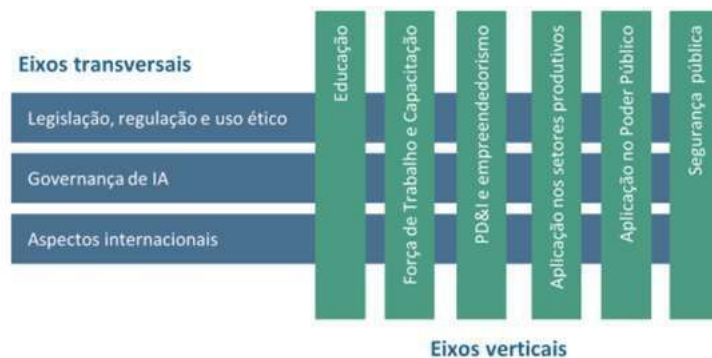 Eixos transversais
Legislação, regulação e uso ético
Governança de IA
Aspectos internacionais
Educação
Força de Trabalho e Capacitação
PD&I e empreendedorismo
Aplicação nos setores produtivos
Aplicação no Poder Público
Segurança pública
Eixos verticais